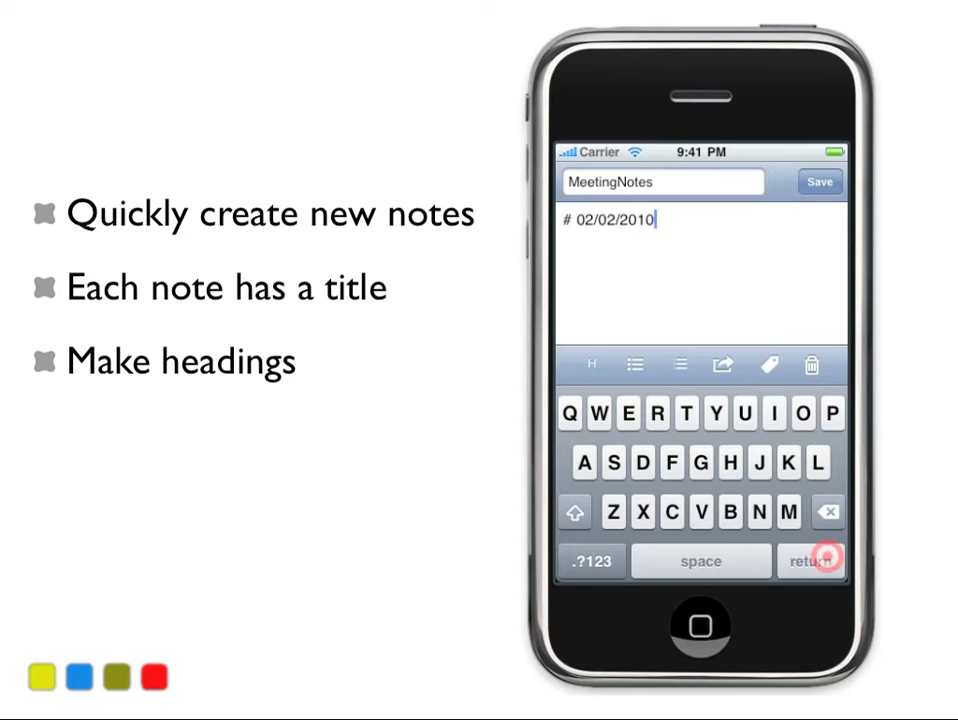 Quickly create new notes
Each note has a title
Make headings
Carrier 9:41 PM
MeetingNotes Save
# 02/02/2010
H
Q W E R T Y U I O P
A S D F G H J K L
Z X C V B N M
.?123 space return